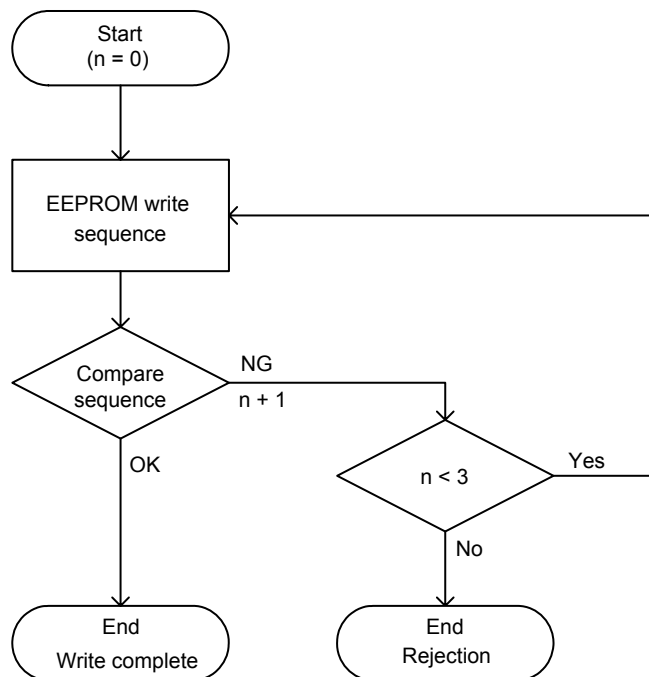 Start
(n = 0)
EEPROM write
sequence
Compare
sequence
NG
n + 1
OK
n < 3
Yes
No
End
Write complete
End
Rejection